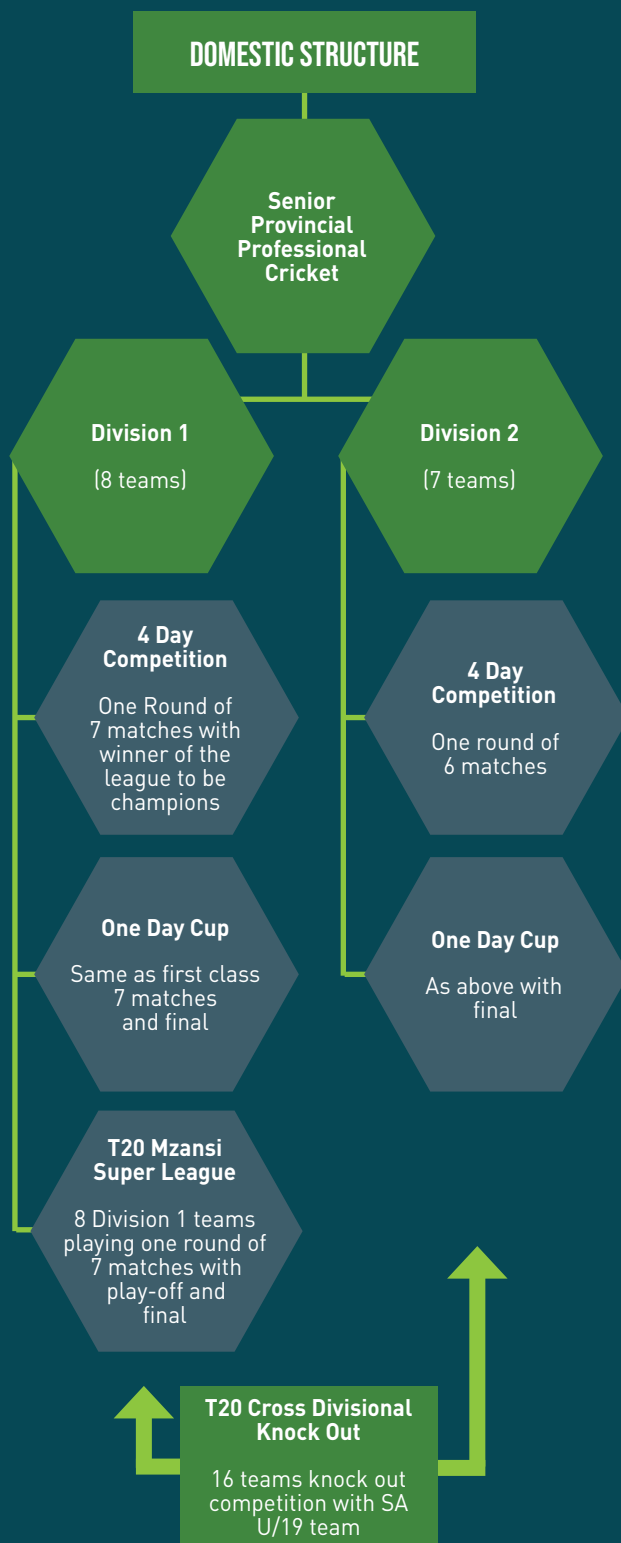 DOMESTIC STRUCTURE
Senior
Provincial
Professional
Cricket
Division 1
(8 teams)
Division 2
(7 teams)
4 Day
Competition
One Round of
7 matches with
winner of the
league to be
champions
4 Day
Competition
One round of
6 matches
One Day Cup
Same as first class
7 matches
and final
One Day Cup
As above with
final
T20 Mzansi
Super League
8 Division 1 teams
playing one round of
7 matches with
play-off and
final
T20 Cross Divisional
Knock Out
16 teams knock out
competition with SA
U/19 team